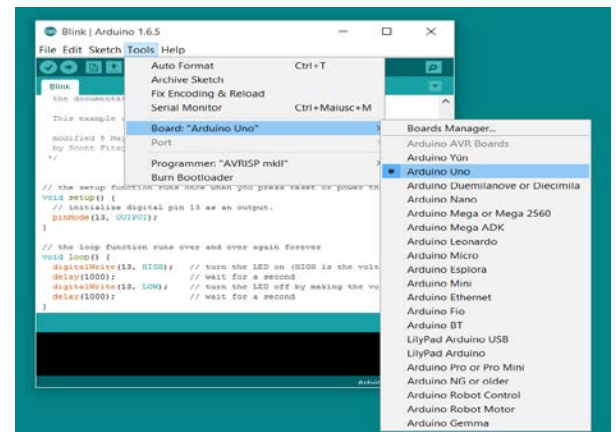 Blink | Arduino 1.6.5
File Edit Sketch Tools Help
Blink
Auto Format Ctrl+T
Archive Sketch
Fix Encoding & Reload
Serial Monitor Ctrl+Maiusc+M
Board: "Arduino Uno"
Port
Programmer: "AVRISP mkII"
Burn Bootloader
Boards Manager...
Arduino AVR Boards
Arduino Yún
Arduino Uno
Arduino Duemilanove or Diecimila
Arduino Nano
Arduino Mega or Mega 2560
Arduino Mega ADK
Arduino Leonardo
Arduino Micro
Arduino Esplora
Arduino Mini
Arduino Ethernet
Arduino Fio
Arduino BT
LilyPad Arduino USB
LilyPad Arduino
Arduino Pro or Pro Mini
Arduino NG or older
Arduino Robot Control
Arduino Robot Motor
Arduino Gemma
the documentat
This example
modified 8 May
by Scott Fitzg
*/
// the setup function runs once when you press reset or power th
void setup() {
// initialize digital pin 13 as an output.
pinMode(13, OUTPUT);
}
// the loop function runs over and over again forever
void loop() {
digitalWrite(13, HIGH); // turn the LED on (HIGH is the volt
delay(1000); // wait for a second
digitalWrite(13, LOW); // turn the LED off by making the vo
delay(1000); // wait for a second
}